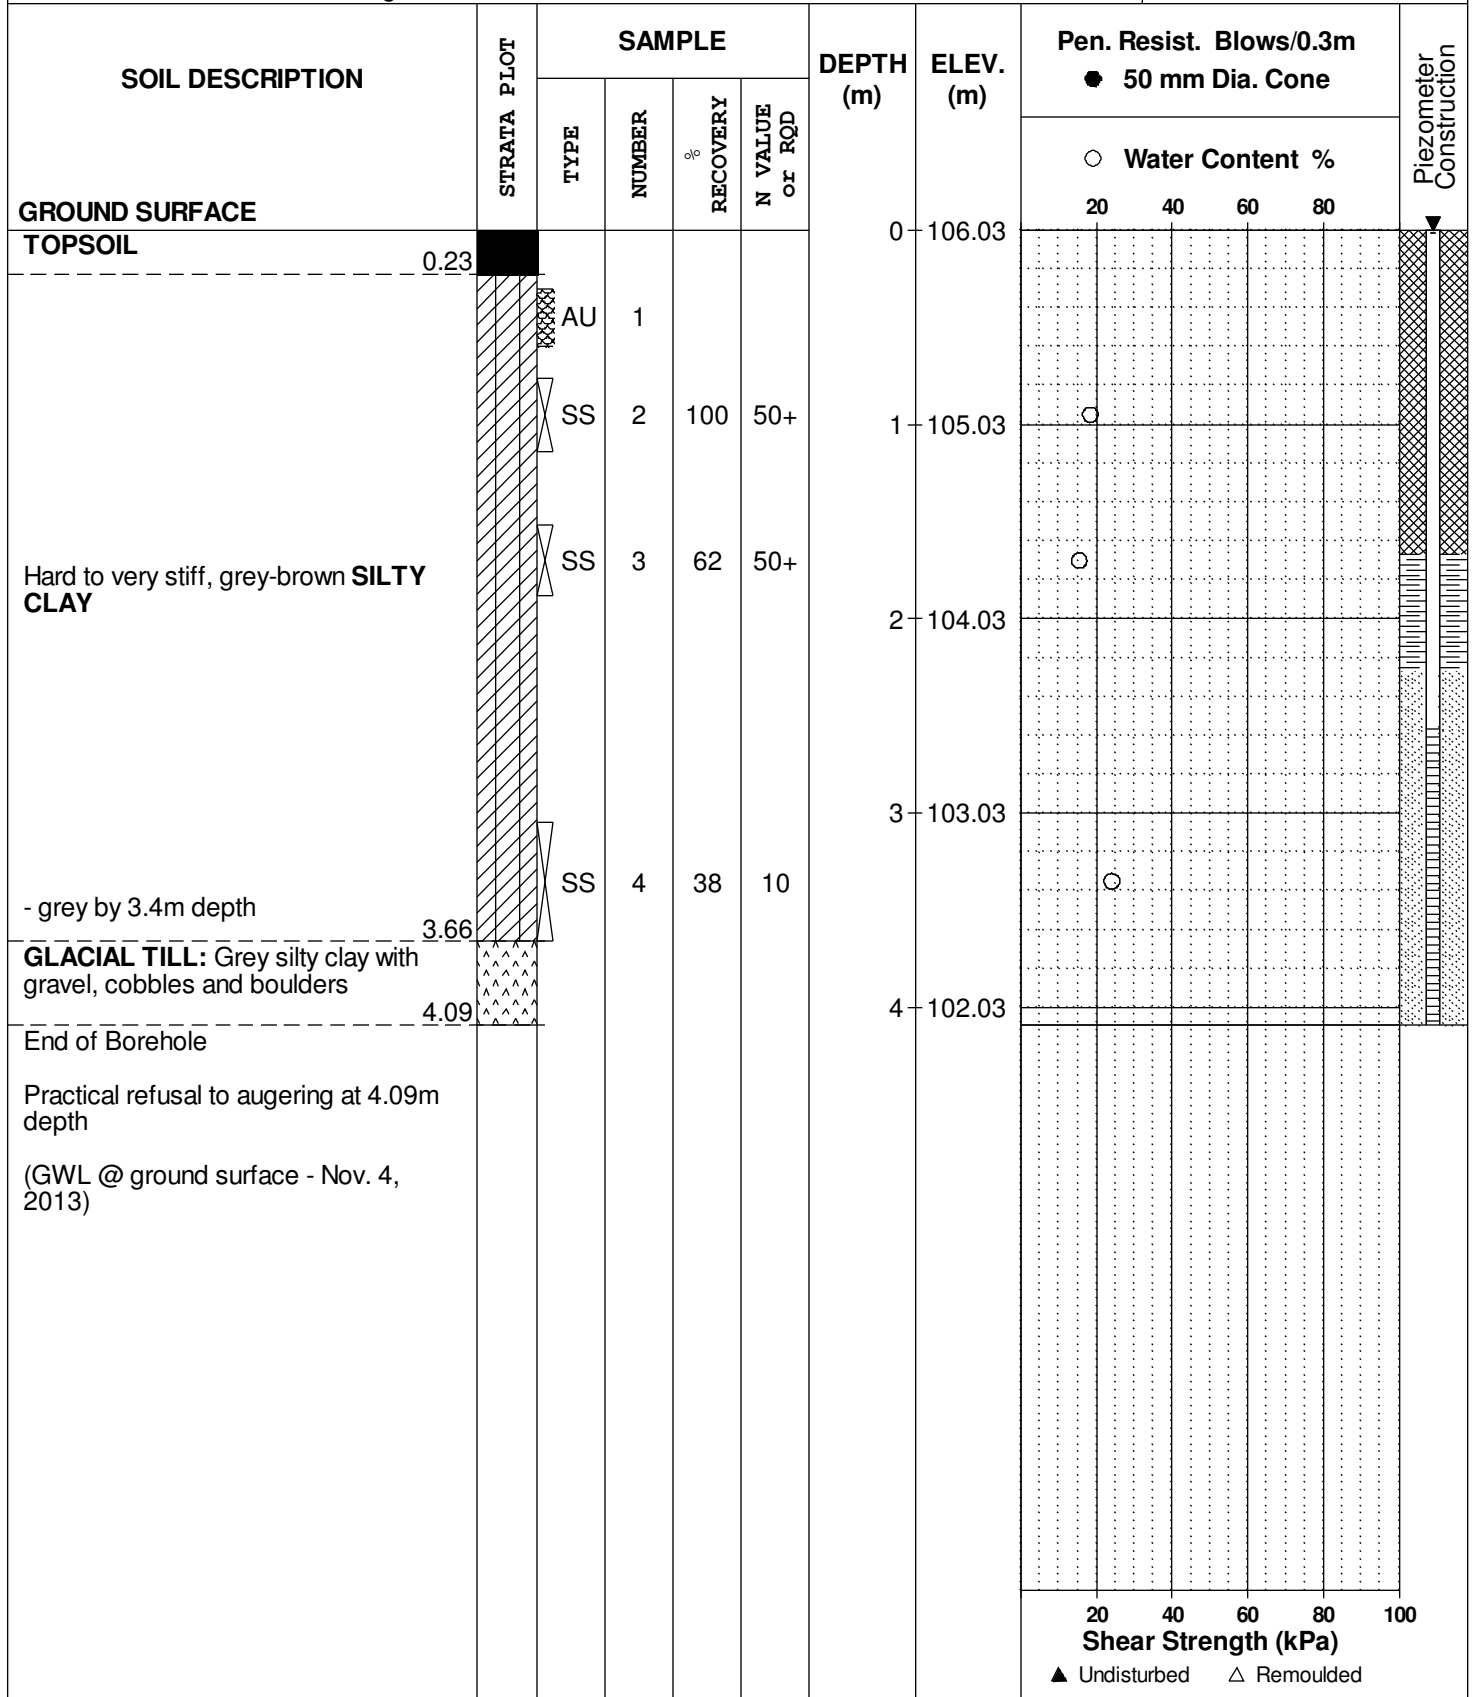 SOIL DESCRIPTION
GROUND SURFACE
STRATA PLOT
SAMPLE
TYPE
NUMBER
%
RECOVERY
N VALUE
or RQD
DEPTH
(m)
ELEV.
(m)
Pen. Resist. Blows/0.3m
● 50 mm Dia. Cone
○ Water Content %
20 40 60 80
Piezometer
Construction
TOPSOIL
0.23
0 106.03
AU 1
SS 2 100 50+
1 105.03
SS 3 62 50+
Hard to very stiff, grey-brown SILTY
CLAY
2 104.03
3 103.03
SS 4 38 10
- grey by 3.4m depth
3.66
GLACIAL TILL: Grey silty clay with
gravel, cobbles and boulders
4.09
4 102.03
End of Borehole
Practical refusal to augering at 4.09m
depth
(GWL @ ground surface - Nov. 4,
2013)
20 40 60 80 100
Shear Strength (kPa)
▲ Undisturbed △ Remoulded